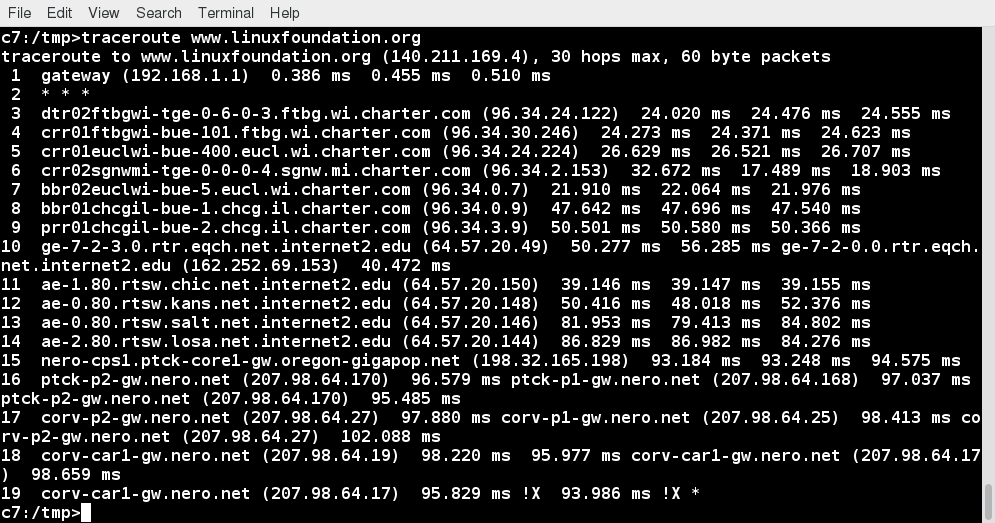 File Edit View Search Terminal Help
c7:/tmp>traceroute www.linuxfoundation.org
traceroute to www.linuxfoundation.org (140.211.169.4), 30 hops max, 60 byte packets
 1  gateway (192.168.1.1)  0.386 ms  0.455 ms  0.510 ms
 2  * * *
 3  dtr02ftbgwi-tge-0-6-0-3.ftbg.wi.charter.com (96.34.24.122)  24.020 ms  24.476 ms  24.555 ms
 4  crr01ftbgwi-bue-101.ftbg.wi.charter.com (96.34.30.246)  24.273 ms  24.371 ms  24.623 ms
 5  crr01euclwi-bue-400.eucl.wi.charter.com (96.34.24.224)  26.629 ms  26.521 ms  26.707 ms
 6  crr02sgnwmi-tge-0-0-0-4.sgnw.mi.charter.com (96.34.2.153)  32.672 ms  17.489 ms  18.903 ms
 7  bbr02euclwi-bue-5.eucl.wi.charter.com (96.34.0.7)  21.910 ms  22.064 ms  21.976 ms
 8  bbr01chcgil-bue-1.chcg.il.charter.com (96.34.0.9)  47.642 ms  47.696 ms  47.540 ms
 9  prr01chcgil-bue-2.chcg.il.charter.com (96.34.3.9)  50.501 ms  50.580 ms  50.366 ms
10  ge-7-2-3.0.rtr.eqch.net.internet2.edu (64.57.20.49)  50.277 ms  56.285 ms ge-7-2-0.0.rtr.eqch.
net.internet2.edu (162.252.69.153)  40.472 ms
11  ae-1.80.rtsw.chic.net.internet2.edu (64.57.20.150)  39.146 ms  39.147 ms  39.155 ms
12  ae-0.80.rtsw.kans.net.internet2.edu (64.57.20.148)  50.416 ms  48.018 ms  52.376 ms
13  ae-0.80.rtsw.salt.net.internet2.edu (64.57.20.146)  81.953 ms  79.413 ms  84.802 ms
14  ae-2.80.rtsw.losa.net.internet2.edu (64.57.20.144)  86.829 ms  86.982 ms  84.276 ms
15  nero-cps1.ptck-core1-gw.oregon-gigapop.net (198.32.165.198)  93.184 ms  93.248 ms  94.575 ms
16  ptck-p2-gw.nero.net (207.98.64.170)  96.579 ms ptck-p1-gw.nero.net (207.98.64.168)  97.037 ms
ptck-p2-gw.nero.net (207.98.64.170)  95.485 ms
17  corv-p2-gw.nero.net (207.98.64.27)  97.880 ms corv-p1-gw.nero.net (207.98.64.25)  98.413 ms co
rv-p2-gw.nero.net (207.98.64.27)  102.088 ms
18  corv-car1-gw.nero.net (207.98.64.19)  98.220 ms  95.977 ms corv-car1-gw.nero.net (207.98.64.17
)  98.659 ms
19  corv-car1-gw.nero.net (207.98.64.17)  95.829 ms !X  93.986 ms !X *
c7:/tmp>